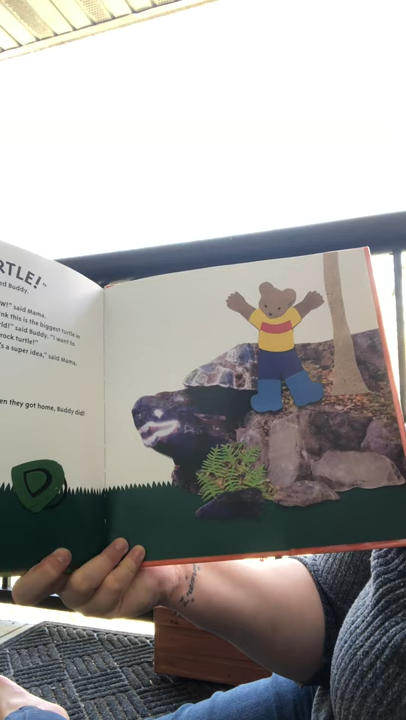 RTLE!"
ed Buddy.
w!" said Mama.
nk this is the biggest turtle in
rld!" said Buddy. "I want to
rock turtle!"
's a super idea," said Mama.
en they got home, Buddy did!